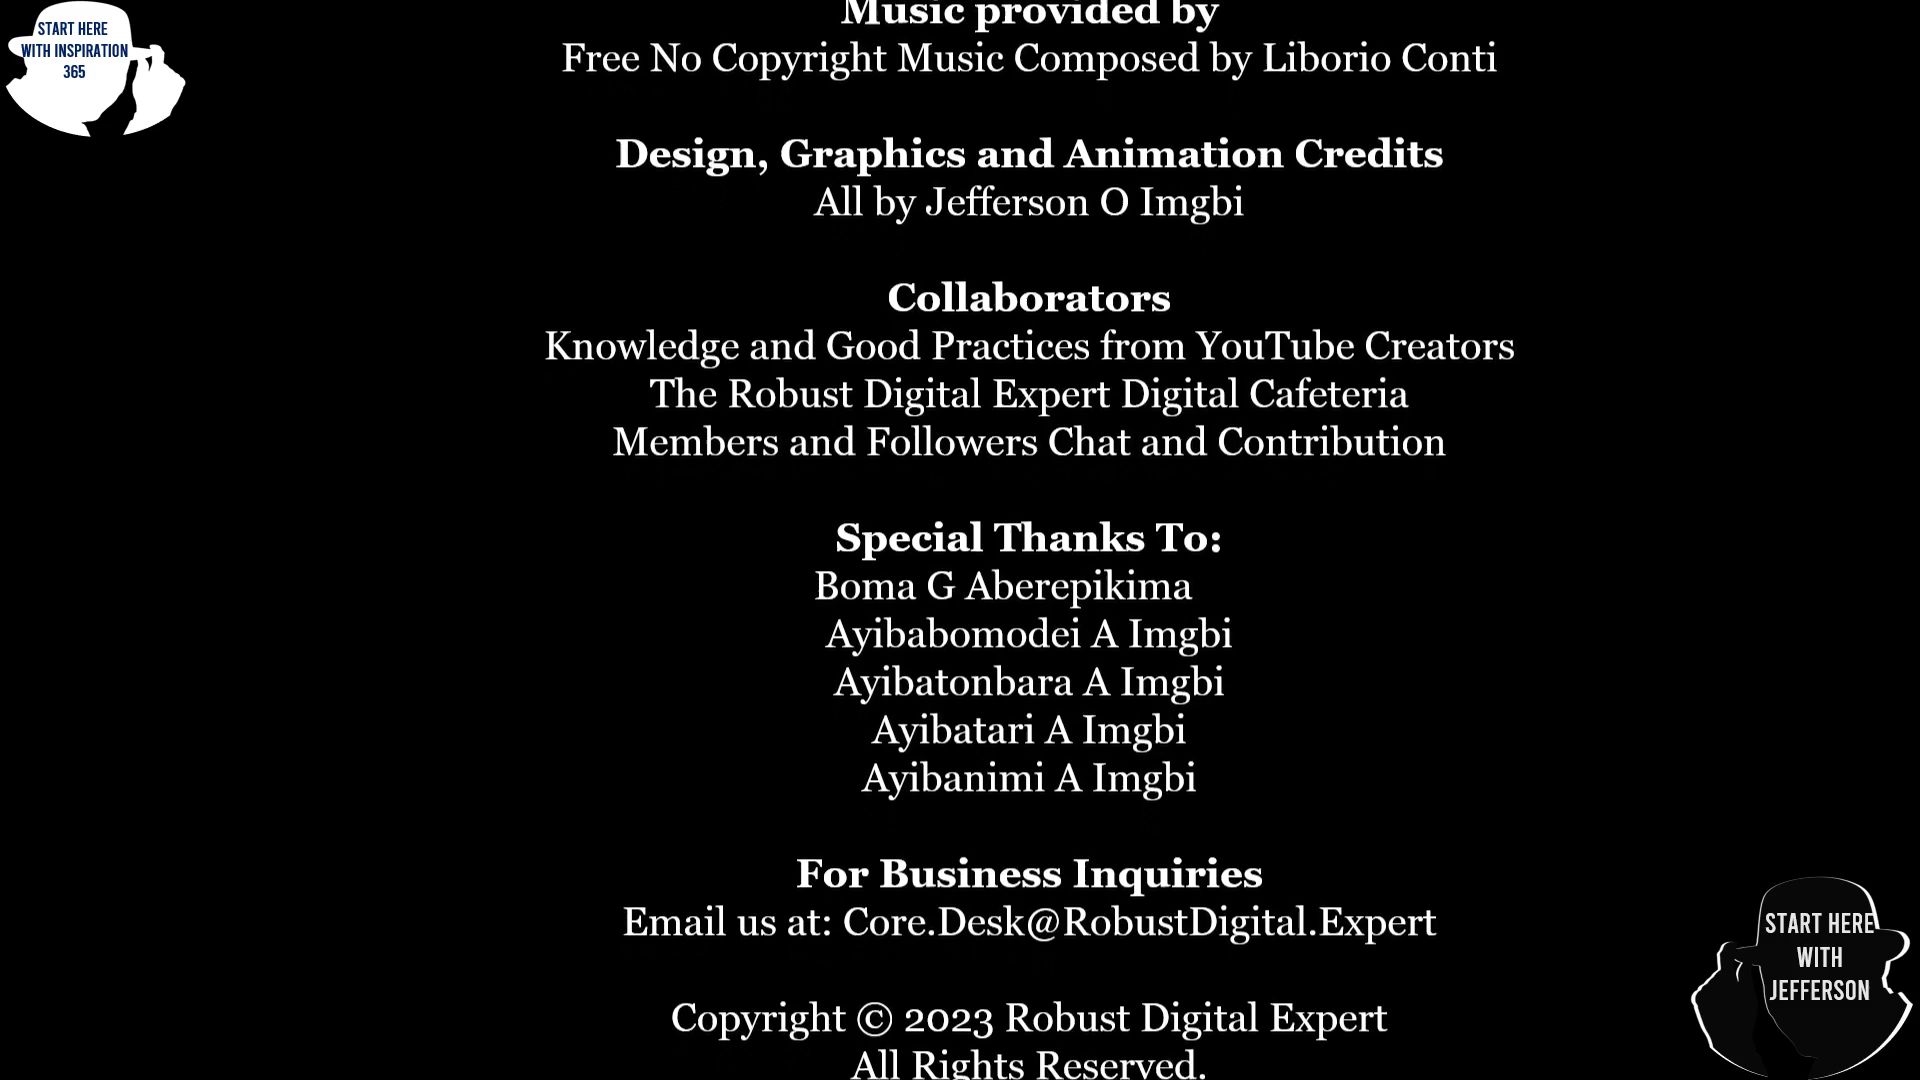 START HERE
WITH INSPIRATION
365
Music provided by
Free No Copyright Music Composed by Liborio Conti
Design, Graphics and Animation Credits
All by Jefferson O Imgbi
Collaborators
Knowledge and Good Practices from YouTube Creators
The Robust Digital Expert Digital Cafeteria
Members and Followers Chat and Contribution
Special Thanks To:
Boma G Aberepikima
Ayibabomodei A Imgbi
Ayibatonbara A Imgbi
Ayibatari A Imgbi
Ayibanimi A Imgbi
For Business Inquiries
Email us at: Core.Desk@RobustDigital.Expert
Copyright © 2023 Robust Digital Expert
All Rights Reserved.
START HERE
WITH
JEFFERSON